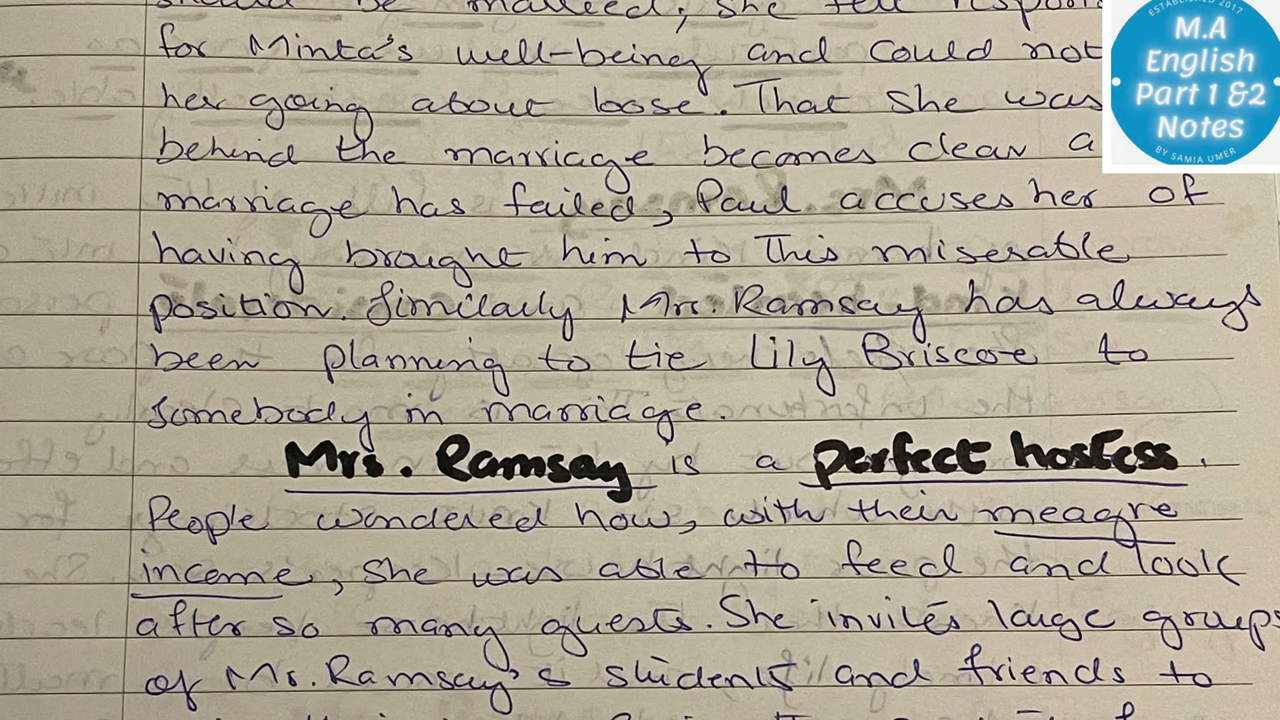 she felt
for Minta's well-being and could not
her going about loose. That she was
behind the marriage becomes clear a
marriage has failed, Paul accuses her of
having brought him to This miserable
position. Similarly Mrs. Ramsay has always
been planning to tie Lily Briscoe to
somebody in marriage.
Mrs. Ramsay is a perfect hostess.
People wondered how, with their meagre
income, she was able to feed and look
after so many guests. She invites large groups
of Mr. Ramsay's students and friends to
ESTABLISHED 2017
M.A
English
Part 1 &2
Notes
BY SAMIA UMER